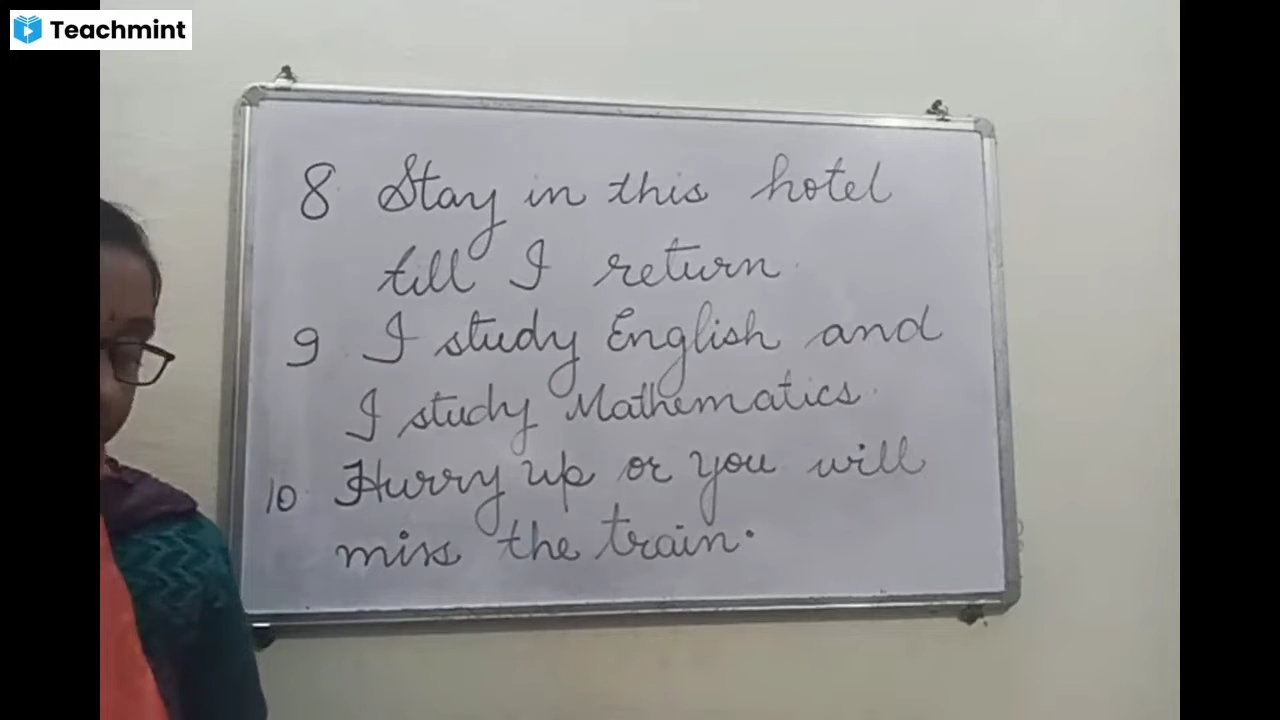 Teachmint
8 Stay in this hotel
till I return.
9 I study English and
I study Mathematics.
10. Hurry up or you will
miss the train.